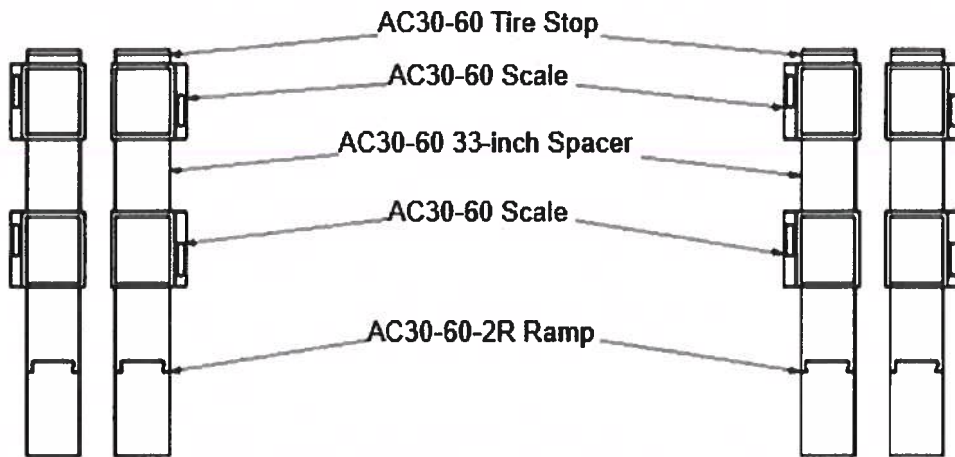 AC30-60 Tire Stop
AC30-60 Scale
AC30-60 33-inch Spacer
AC30-60 Scale
AC30-60-2R Ramp